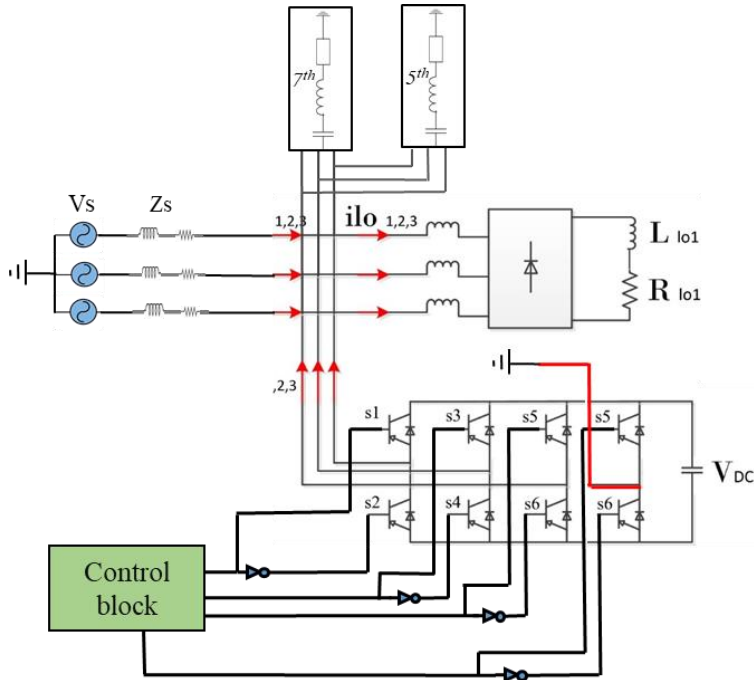 7th
5th
Vs
Zs
1,2,3
ilo
1,2,3
L lo1
R lo1
,2,3
s1
s3
s5
s5
VDC
s2
s4
s6
s6
Control
block